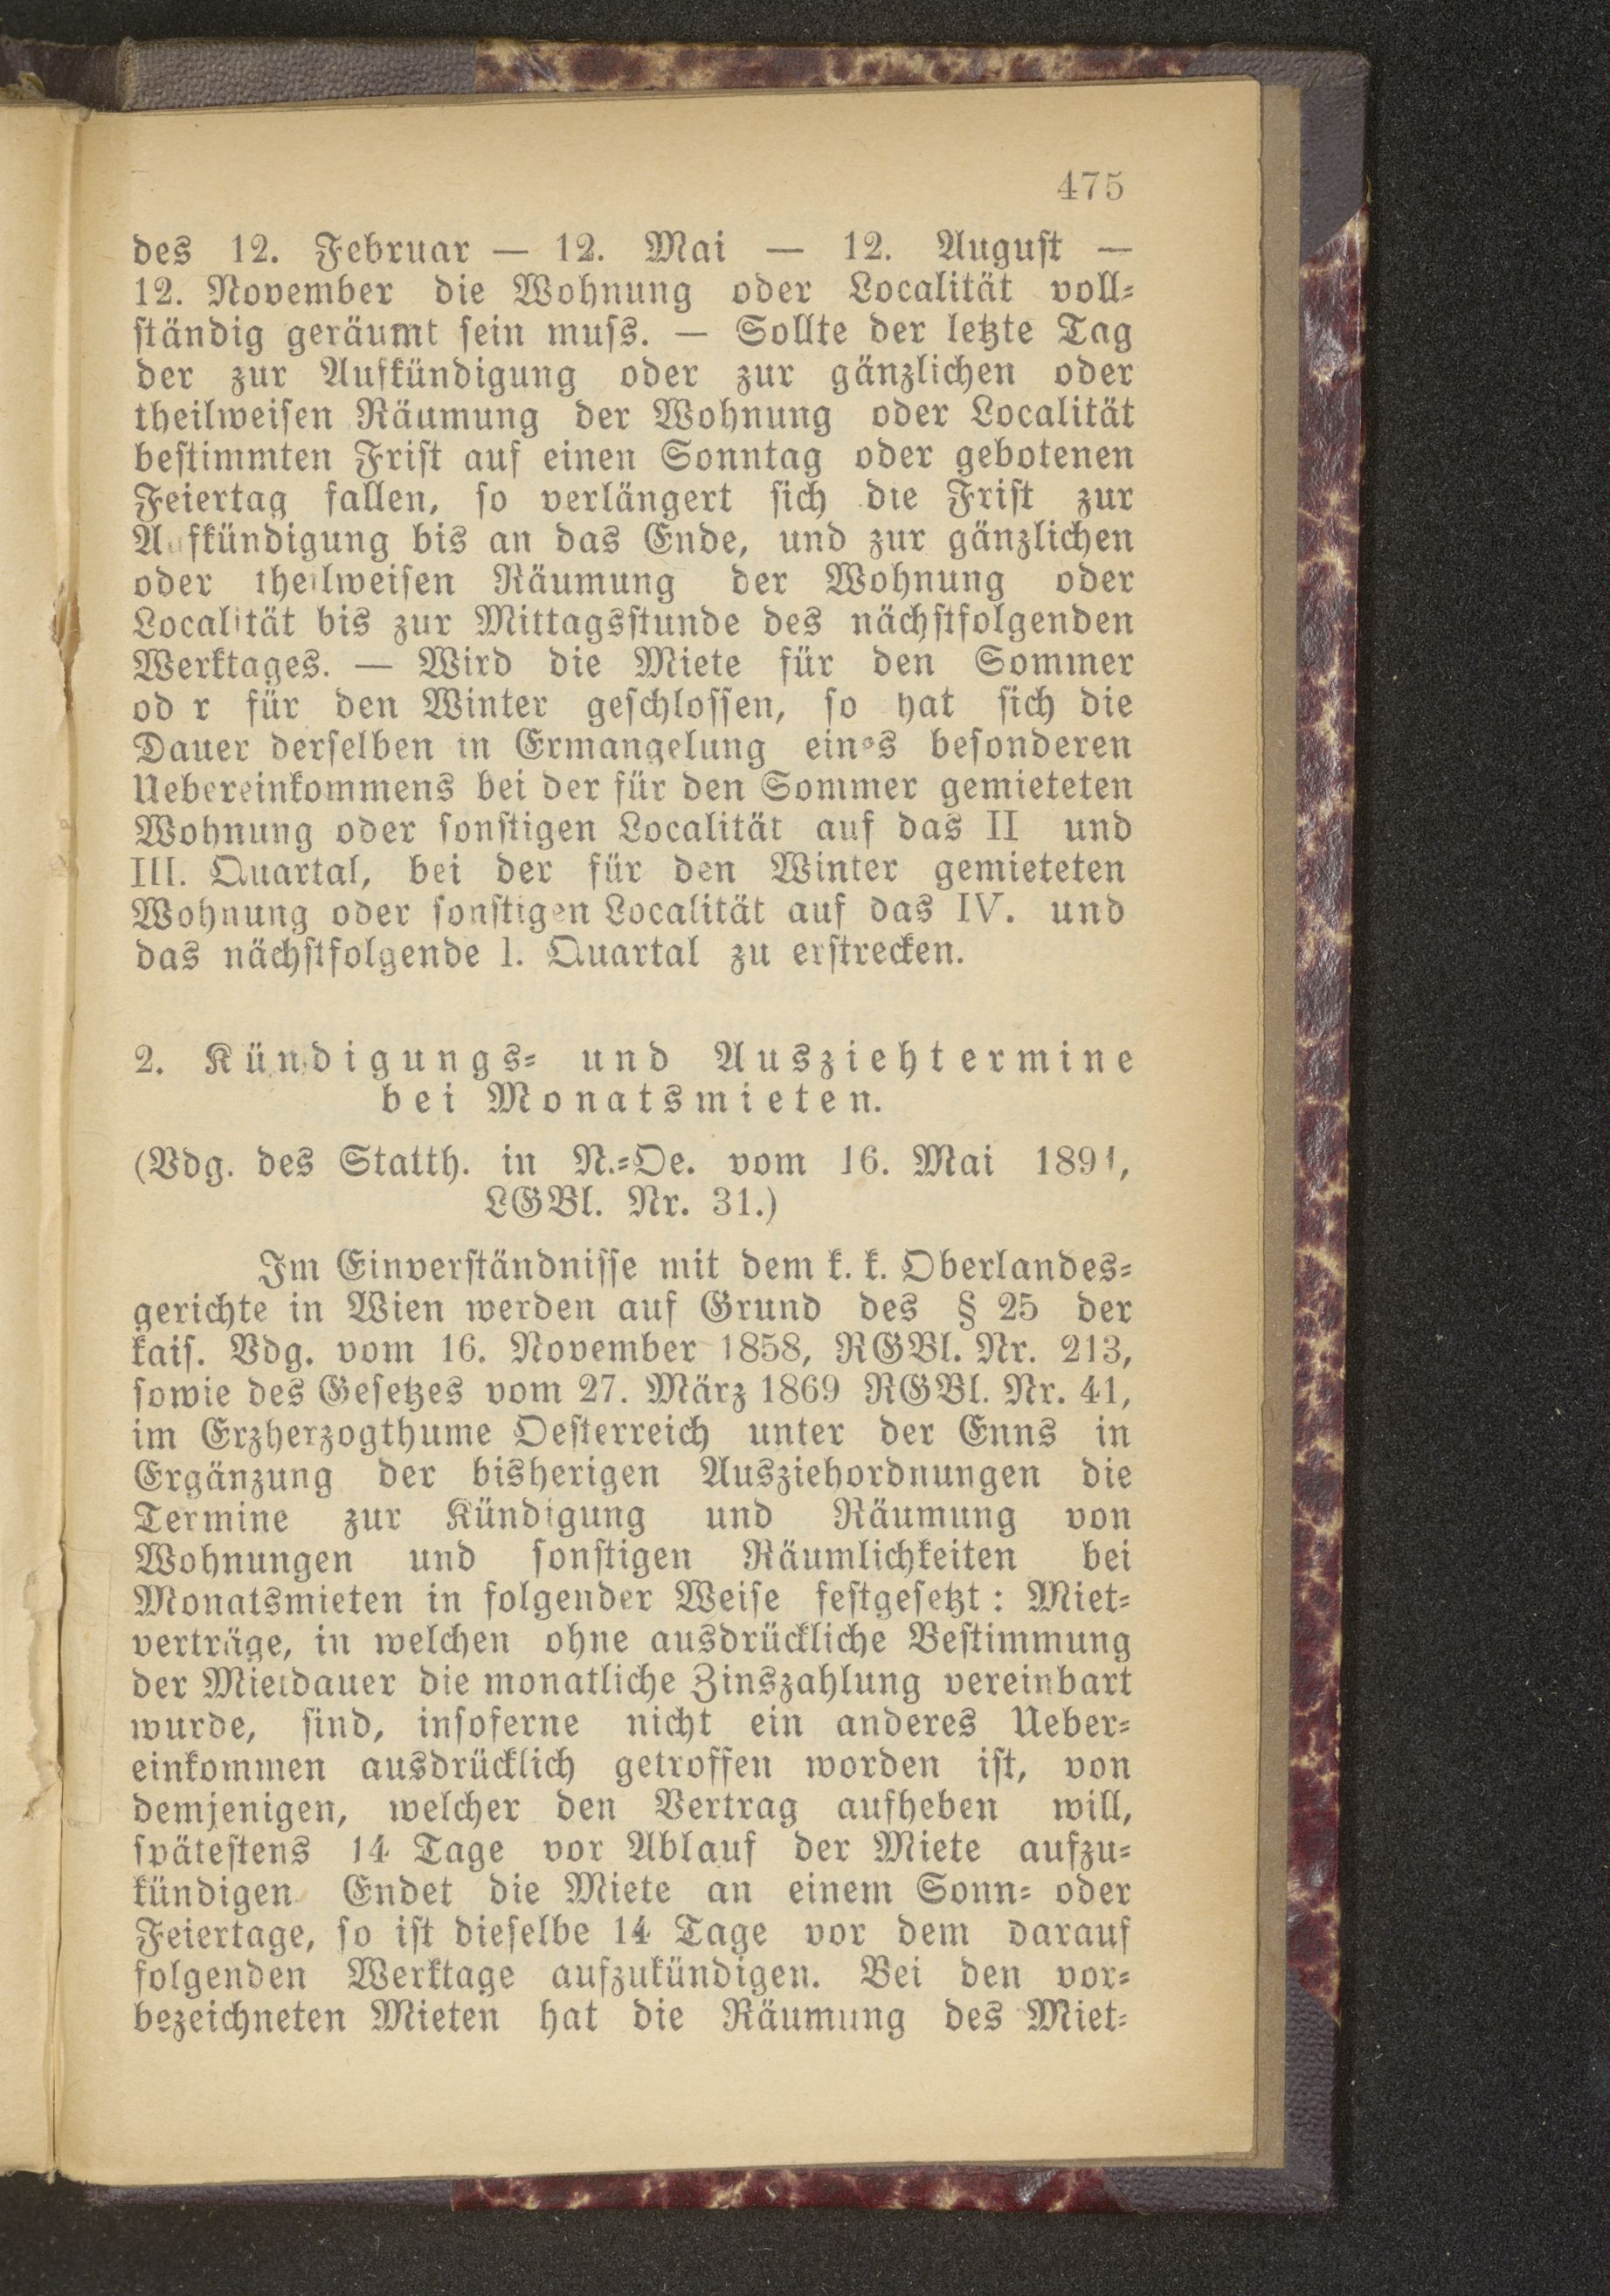 475
des 12. Februar — 12. Mai — 12. August —
12. November die Wohnung oder Localität voll-
ständig geräumt sein muss. — Sollte der letzte Tag
der zur Aufkündigung oder zur gänzlichen oder
theilweisen Räumung der Wohnung oder Localität
bestimmten Frist auf einen Sonntag oder gebotenen
Feiertag fallen, so verlängert sich die Frist zur
Aufkündigung bis an das Ende, und zur gänzlichen
oder theilweisen Räumung der Wohnung oder
Localität bis zur Mittagsstunde des nächstfolgenden
Werktages. — Wird die Miete für den Sommer
od r für den Winter geschlossen, so hat sich die
Dauer derselben in Ermangelung eines besonderen
Uebereinkommens bei der für den Sommer gemieteten
Wohnung oder sonstigen Localität auf das II und
III. Quartal, bei der für den Winter gemieteten
Wohnung oder sonstigen Localität auf das IV. und
das nächstfolgende I. Quartal zu erstrecken.
2. Kündigungs- und Ausziehtermine
bei Monatsmieten.
(Vdg. des Statth. in N.-Oe. vom 16. Mai 1891,
LGBl. Nr. 31.)
Im Einverständnisse mit dem k. k. Oberlandes-
gerichte in Wien werden auf Grund des § 25 der
kais. Vdg. vom 16. November 1858, RGBl. Nr. 213,
sowie des Gesetzes vom 27. März 1869 RGBl. Nr. 41,
im Erzherzogthume Oesterreich unter der Enns in
Ergänzung der bisherigen Ausziehordnungen die
Termine zur Kündigung und Räumung von
Wohnungen und sonstigen Räumlichkeiten bei
Monatsmieten in folgender Weise festgesetzt: Miet-
verträge, in welchen ohne ausdrückliche Bestimmung
der Mietdauer die monatliche Zinszahlung vereinbart
wurde, sind, insoferne nicht ein anderes Ueber-
einkommen ausdrücklich getroffen worden ist, von
demjenigen, welcher den Vertrag aufheben will,
spätestens 14 Tage vor Ablauf der Miete aufzu-
kündigen Endet die Miete an einem Sonn- oder
Feiertage, so ist dieselbe 14 Tage vor dem darauf
folgenden Werktage aufzukündigen. Bei den vor-
bezeichneten Mieten hat die Räumung des Miet-